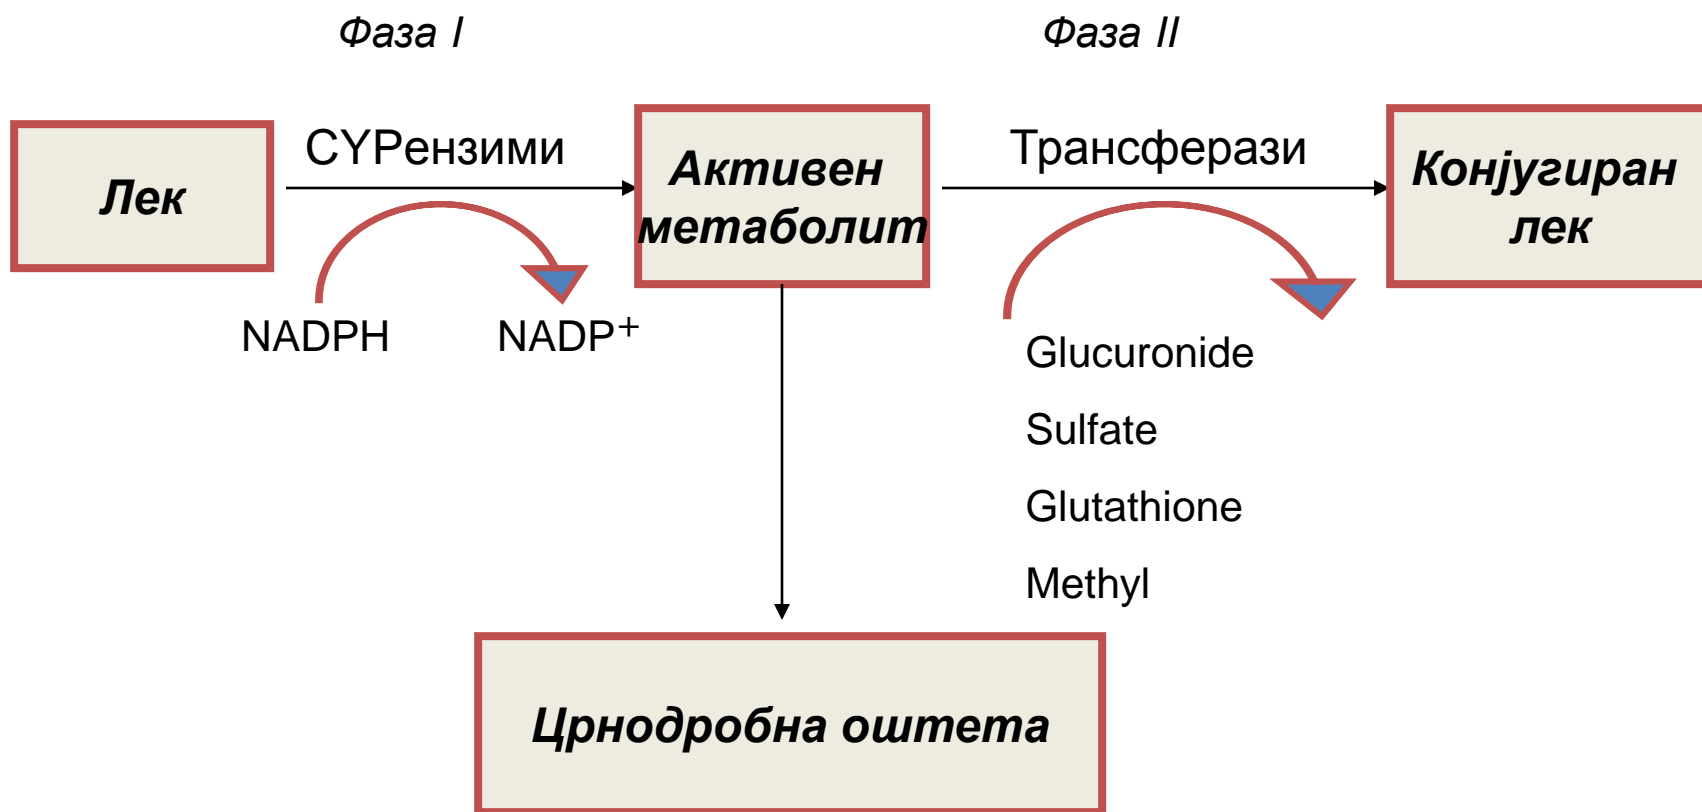 Фаза I
Фаза II
Лек
CYPензими
Активен
метаболит
Трансферази
Конјугиран
лек
NADPH
NADP⁺
Glucuronide
Sulfate
Glutathione
Methyl
Црнодробна оштета